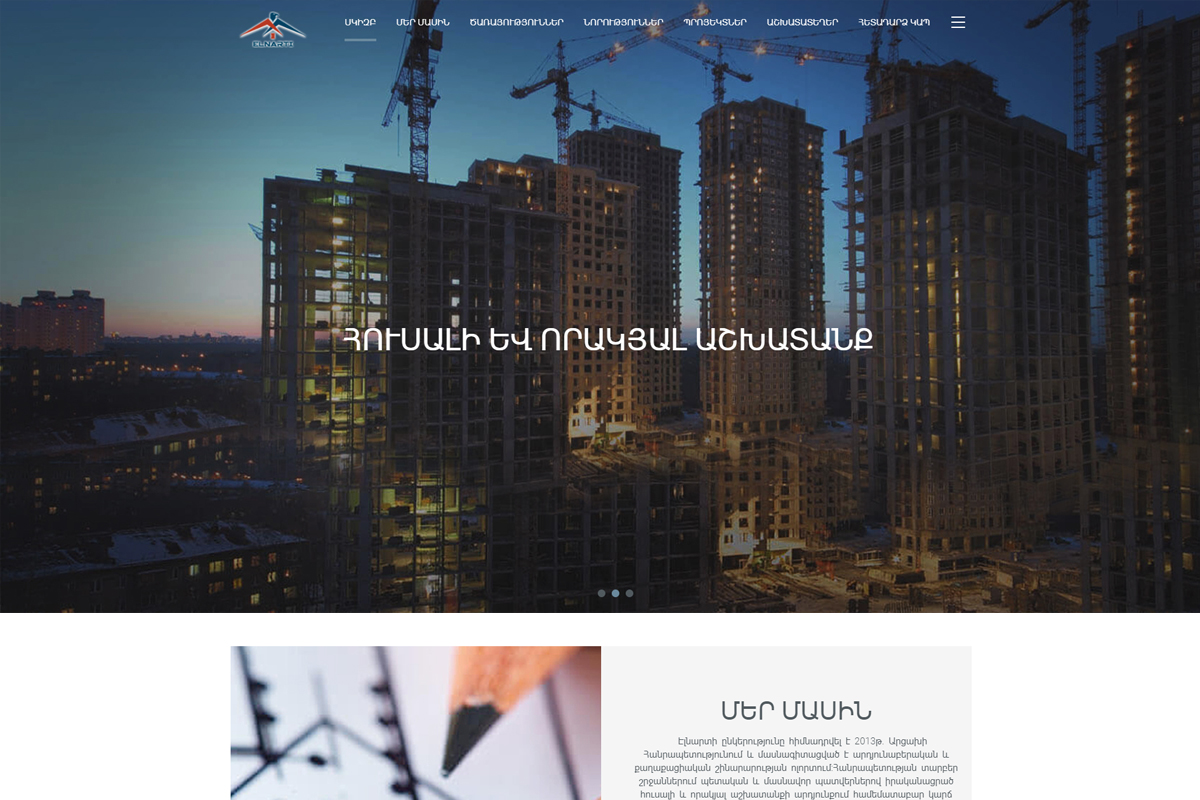 ELNARTI
ՍԿԻԶԲ ՄԵՐ ՄԱՍԻՆ ԾԱՌԱՅՈՒԹՅՈՒՆՆԵՐ ՆՈՐՈՒԹՅՈՒՆՆԵՐ ՊՐՈՅԵԿՏՆԵՐ ԱՇԽԱՏԱՏԵՂԵՐ ՀԵՏԱԴԱՐՁ ԿԱՊ
ՀՈՒՍԱԼԻ ԵՎ ՈՐԱԿՅԱԼ ԱՇԽԱՏԱՆՔ
ՄԵՐ ՄԱՍԻՆ
Էլնարտի ընկերությունը հիմնադրվել է 2013թ. Արցախի
Հանրապետությունում և մասնագիտացված է արդյունաբերական և
քաղաքացիական շինարարության ոլորտում:Հանրապետության տարբեր
շրջաններում պետական և մասնավոր պատվերներով իրականացրած
հուսալի և որակյալ աշխատանքի արդյունքում համեմատաբար կարճ